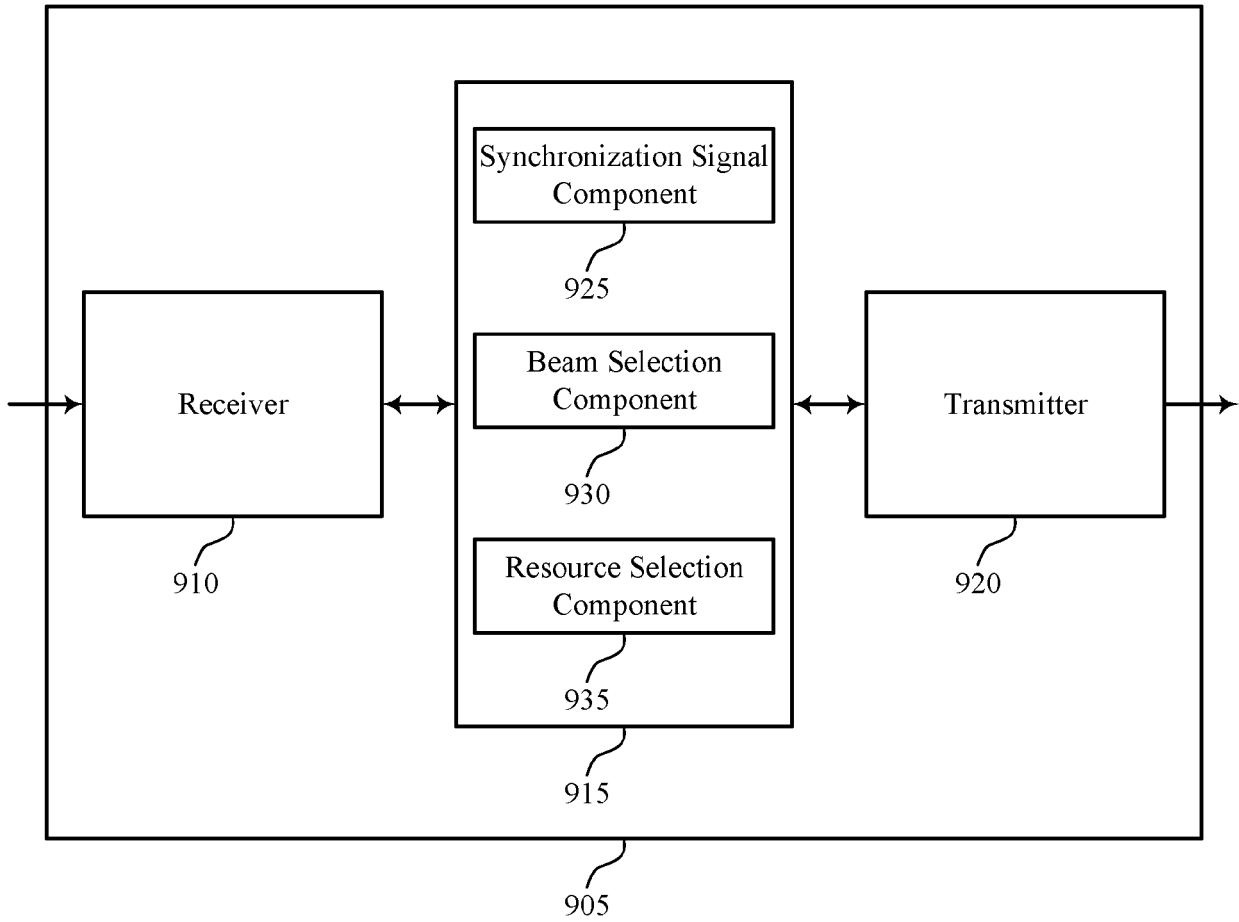 Synchronization Signal
Component
925
Receiver
910
Beam Selection
Component
930
Transmitter
920
Resource Selection
Component
935
915
905